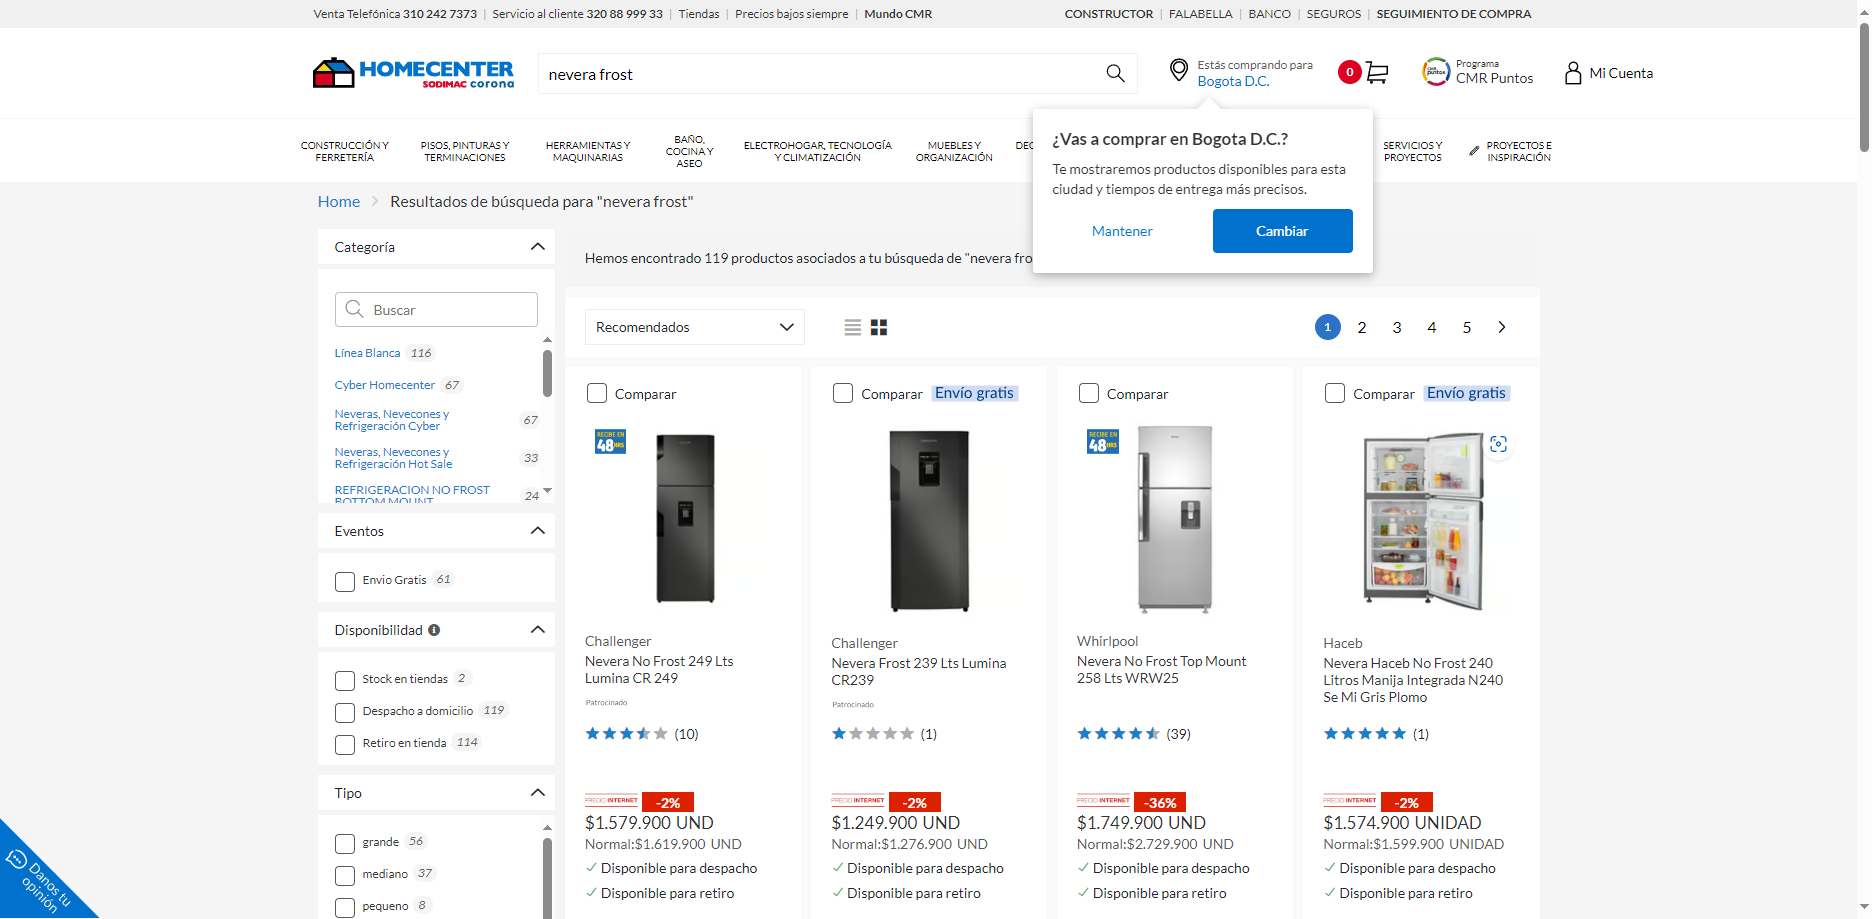 Venta Telefónica 310 242 7373 | Servicio al cliente 320 88 999 33 | Tiendas | Precios bajos siempre | Mundo CMR
CONSTRUCTOR | FALABELLA | BANCO | SEGUROS | SEGUIMIENTO DE COMPRA
HOMECENTER
SODIMAC corona
nevera frost
Estás comprando para
Bogota D.C.
0
CMR puntos
Programa
CMR Puntos
Mi Cuenta
CONSTRUCCIÓN Y FERRETERÍA
PISOS, PINTURAS Y TERMINACIONES
HERRAMIENTAS Y MAQUINARIAS
BAÑO, COCINA Y ASEO
ELECTROHOGAR, TECNOLOGÍA Y CLIMATIZACIÓN
MUEBLES Y ORGANIZACIÓN
DEC
SERVICIOS Y PROYECTOS
PROYECTOS E INSPIRACIÓN
¿Vas a comprar en Bogota D.C.?
Te mostraremos productos disponibles para esta
ciudad y tiempos de entrega más precisos.
Mantener
Cambiar
Home > Resultados de búsqueda para "nevera frost"
Categoría
Buscar
Línea Blanca 116
Cyber Homecenter 67
Neveras, Nevecones y
Refrigeración Cyber 67
Neveras, Nevecones y
Refrigeración Hot Sale 33
REFRIGERACION NO FROST
BOTTOM MOUNT 24
Eventos
Envio Gratis 61
Disponibilidad
Stock en tiendas 2
Despacho a domicilio 119
Retiro en tienda 114
Tipo
grande 56
mediano 37
pequeno 8
Danos tu
opinión
Hemos encontrado 119 productos asociados a tu búsqueda de "nevera fro
Recomendados
1 2 3 4 5
Comparar
RECIBE EN
48 HRS
Challenger
Nevera No Frost 249 Lts
Lumina CR 249
Patrocinado
(10)
PRECIO INTERNET -2%
$1.579.900 UND
Normal:$1.619.900 UND
Disponible para despacho
Disponible para retiro
Comparar Envío gratis
Challenger
Nevera Frost 239 Lts Lumina
CR239
Patrocinado
(1)
PRECIO INTERNET -2%
$1.249.900 UND
Normal:$1.276.900 UND
Disponible para despacho
Disponible para retiro
Comparar
RECIBE EN
48 HRS
Whirlpool
Nevera No Frost Top Mount
258 Lts WRW25
(39)
PRECIO INTERNET -36%
$1.749.900 UND
Normal:$2.729.900 UND
Disponible para despacho
Disponible para retiro
Comparar Envío gratis
Haceb
Nevera Haceb No Frost 240
Litros Manija Integrada N240
Se Mi Gris Plomo
(1)
PRECIO INTERNET -2%
$1.574.900 UNIDAD
Normal:$1.599.900 UNIDAD
Disponible para despacho
Disponible para retiro